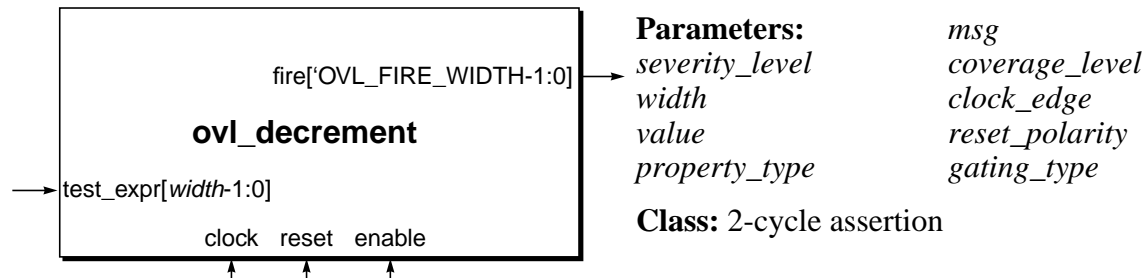 fire[‘OVL_FIRE_WIDTH-1:0]
ovl_decrement
test_expr[width-1:0]
clock reset enable
Parameters: msg
severity_level coverage_level
width clock_edge
value reset_polarity
property_type gating_type
Class: 2-cycle assertion